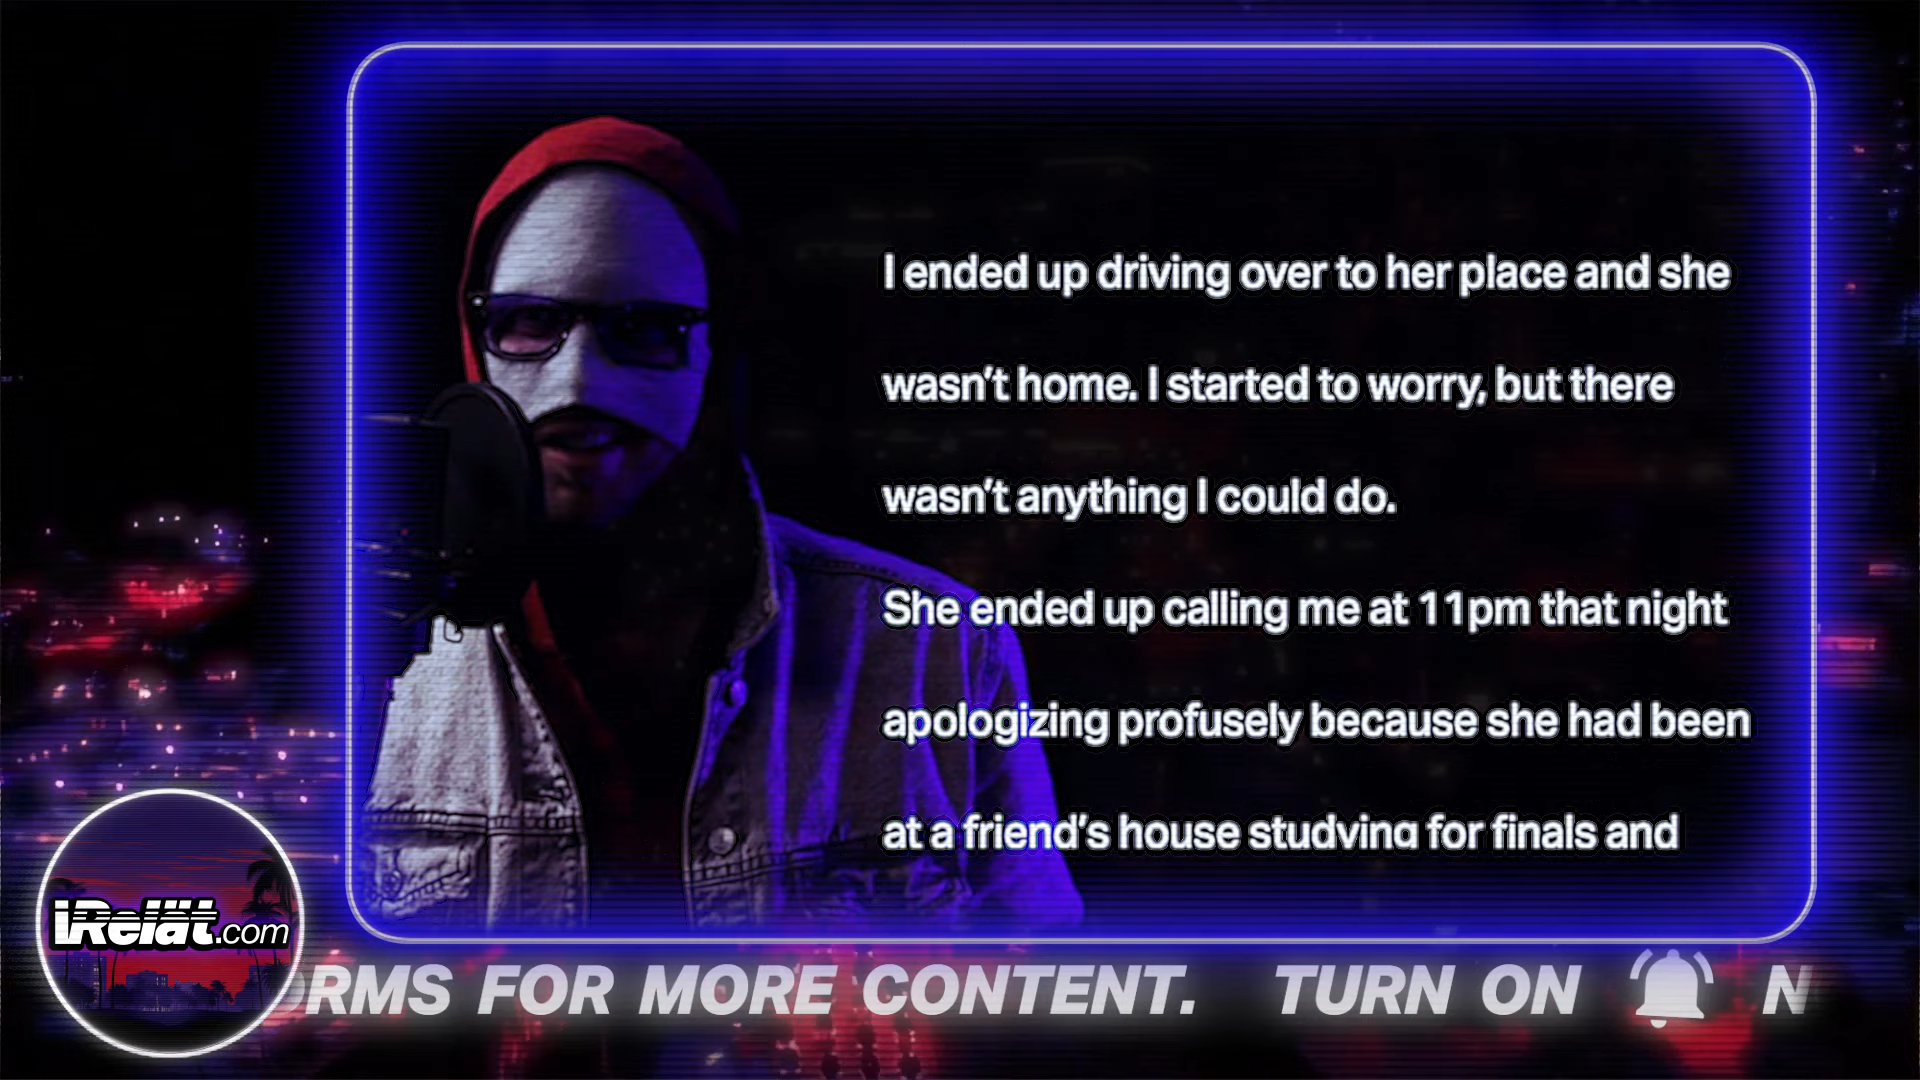 I ended up driving over to her place and she
wasn't home. I started to worry, but there
wasn't anything I could do.
She ended up calling me at 11pm that night
apologizing profusely because she had been
at a friend's house studying for finals and
iRelät.com
ORMS FOR MORE CONTENT. TURN ON N